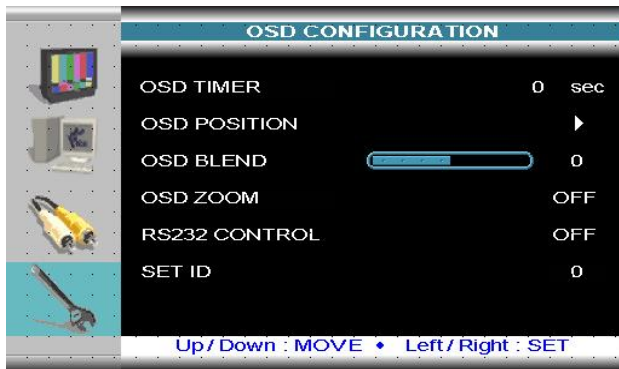 OSD CONFIGURATION
OSD TIMER 0 sec
OSD POSITION
OSD BLEND 0
OSD ZOOM OFF
RS232 CONTROL OFF
SET ID 0
Up / Down : MOVE • Left / Right : SET